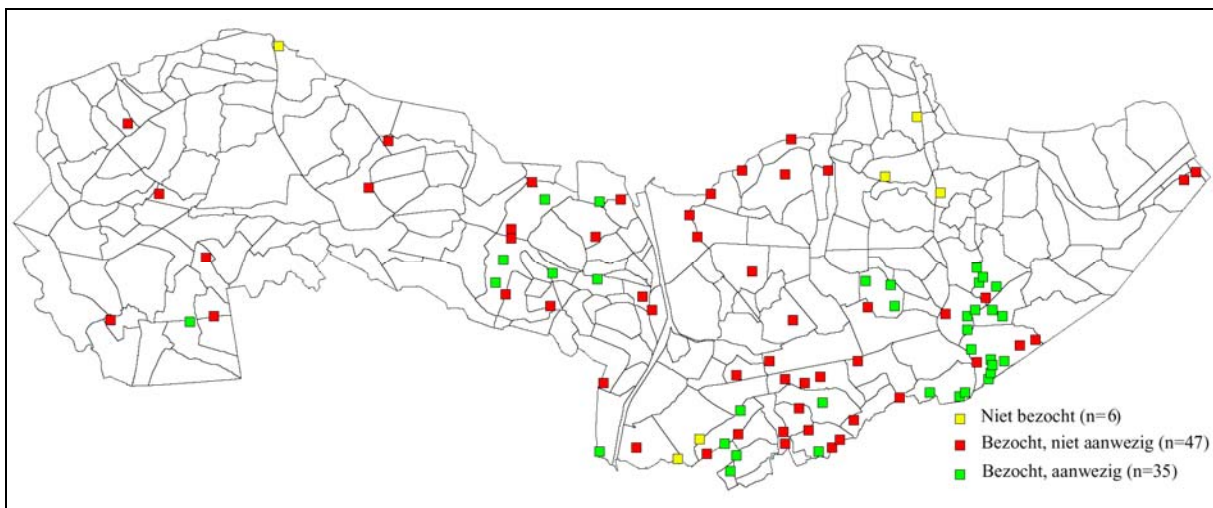 Niet bezocht (n=6)
Bezocht, niet aanwezig (n=47)
Bezocht, aanwezig (n=35)